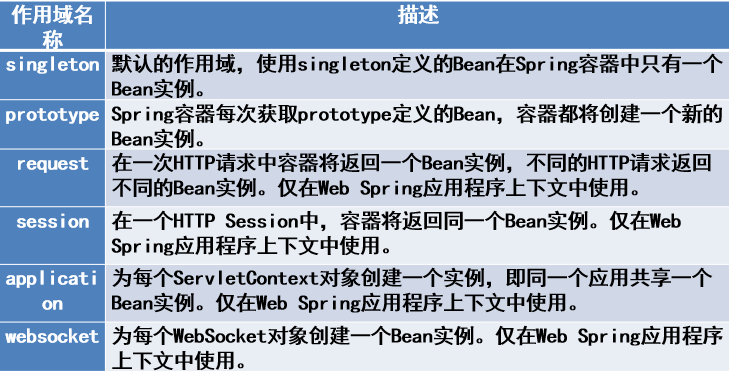 作用域名
称
描述
singleton
默认的作用域，使用singleton定义的Bean在Spring容器中只有一个
Bean实例。
prototype
Spring容器每次获取prototype定义的Bean，容器都将创建一个新的
Bean实例。
request
在一次HTTP请求中容器将返回一个Bean实例，不同的HTTP请求返回
不同的Bean实例。仅在Web Spring应用程序上下文中使用。
session
在一个HTTP Session中，容器将返回同一个Bean实例。仅在Web
Spring应用程序上下文中使用。
applicati
on
为每个ServletContext对象创建一个实例，即同一个应用共享一个
Bean实例。仅在Web Spring应用程序上下文中使用。
websocket
为每个WebSocket对象创建一个Bean实例。仅在Web Spring应用程序
上下文中使用。